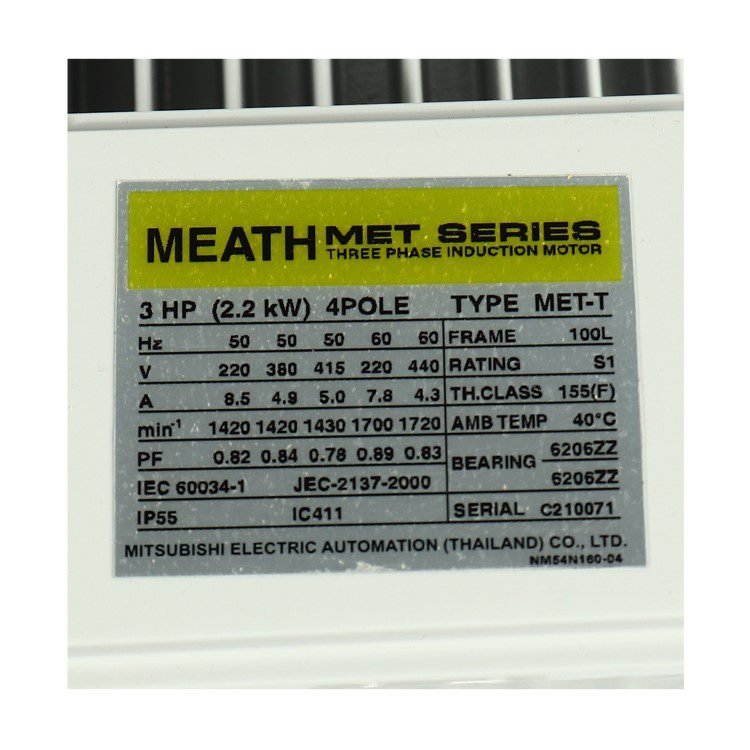 MEATH MET SERIES
THREE PHASE INDUCTION MOTOR
3 HP (2.2 kW) 4POLE TYPE MET-T
Hz 50 50 50 60 60 FRAME 100L
V 220 380 415 220 440 RATING S1
A 8.5 4.9 5.0 7.8 4.3 TH.CLASS 155(F)
min-1 1420 1420 1430 1700 1720 AMB TEMP 40°C
PF 0.82 0.84 0.78 0.89 0.83 BEARING 6206ZZ
IEC 60034-1 JEC-2137-2000 6206ZZ
IP55 IC411 SERIAL C210071
MITSUBISHI ELECTRIC AUTOMATION (THAILAND) CO., LTD.
NM54N160-04